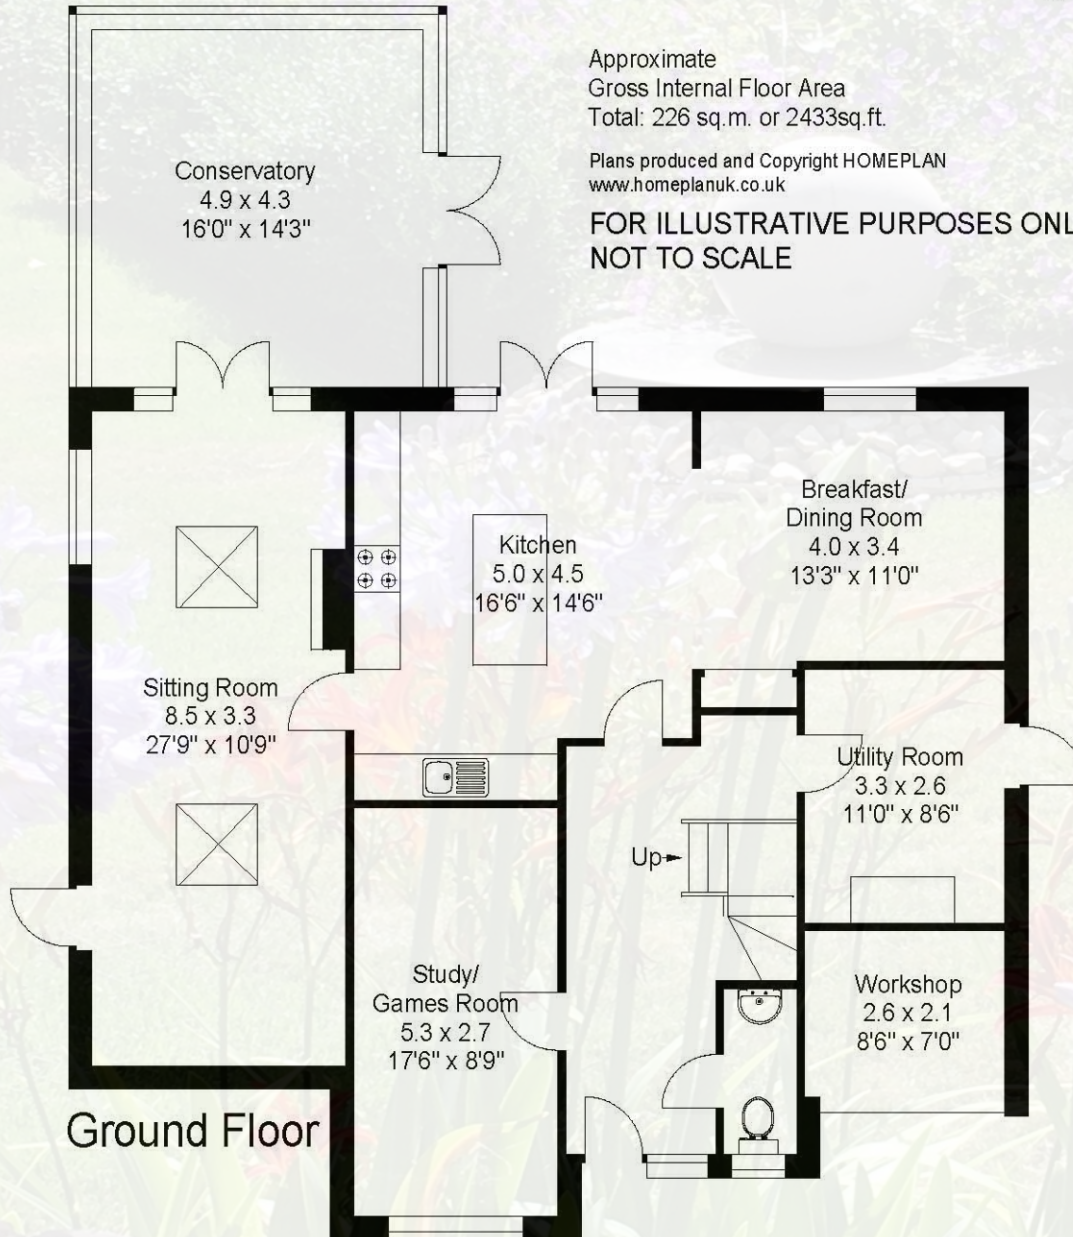 Approximate
Gross Internal Floor Area
Total: 226 sq.m. or 2433sq.ft.
Plans produced and Copyright HOMEPLAN
www.homeplanuk.co.uk
FOR ILLUSTRATIVE PURPOSES ONL
NOT TO SCALE
Conservatory
4.9 x 4.3
16'0" x 14'3"
Kitchen
5.0 x 4.5
16'6" x 14'6"
Breakfast/
Dining Room
4.0 x 3.4
13'3" x 11'0"
Sitting Room
8.5 x 3.3
27'9" x 10'9"
Utility Room
3.3 x 2.6
11'0" x 8'6"
Up
Study/
Games Room
5.3 x 2.7
17'6" x 8'9"
Workshop
2.6 x 2.1
8'6" x 7'0"
Ground Floor